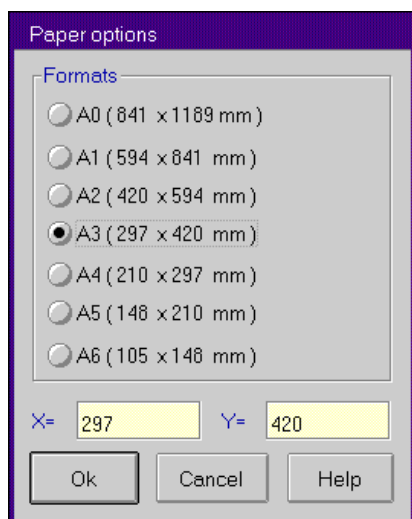 Paper options
Formats
A0 ( 841 x 1189 mm )
A1 ( 594 x 841 mm )
A2 ( 420 x 594 mm )
A3 ( 297 x 420 mm )
A4 ( 210 x 297 mm )
A5 ( 148 x 210 mm )
A6 ( 105 x 148 mm )
X= 297 Y= 420
Ok Cancel Help